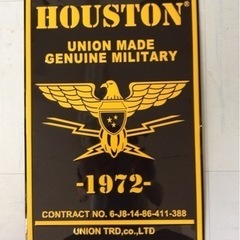 HOUSTON®
UNION MADE
GENUINE MILITARY
-1972-
CONTRACT NO. 6-J8-14-86-411-388
UNION TRD,co.,LTD